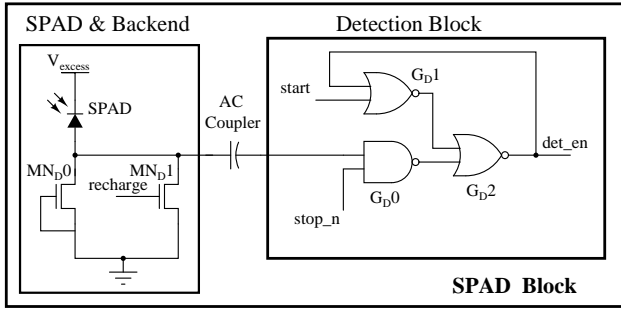 SPAD & Backend
Detection Block
V_excess
SPAD
AC
Coupler
start
G_D1
MN_D0
MN_D1
recharge
det_en
G_D0
G_D2
stop_n
SPAD Block